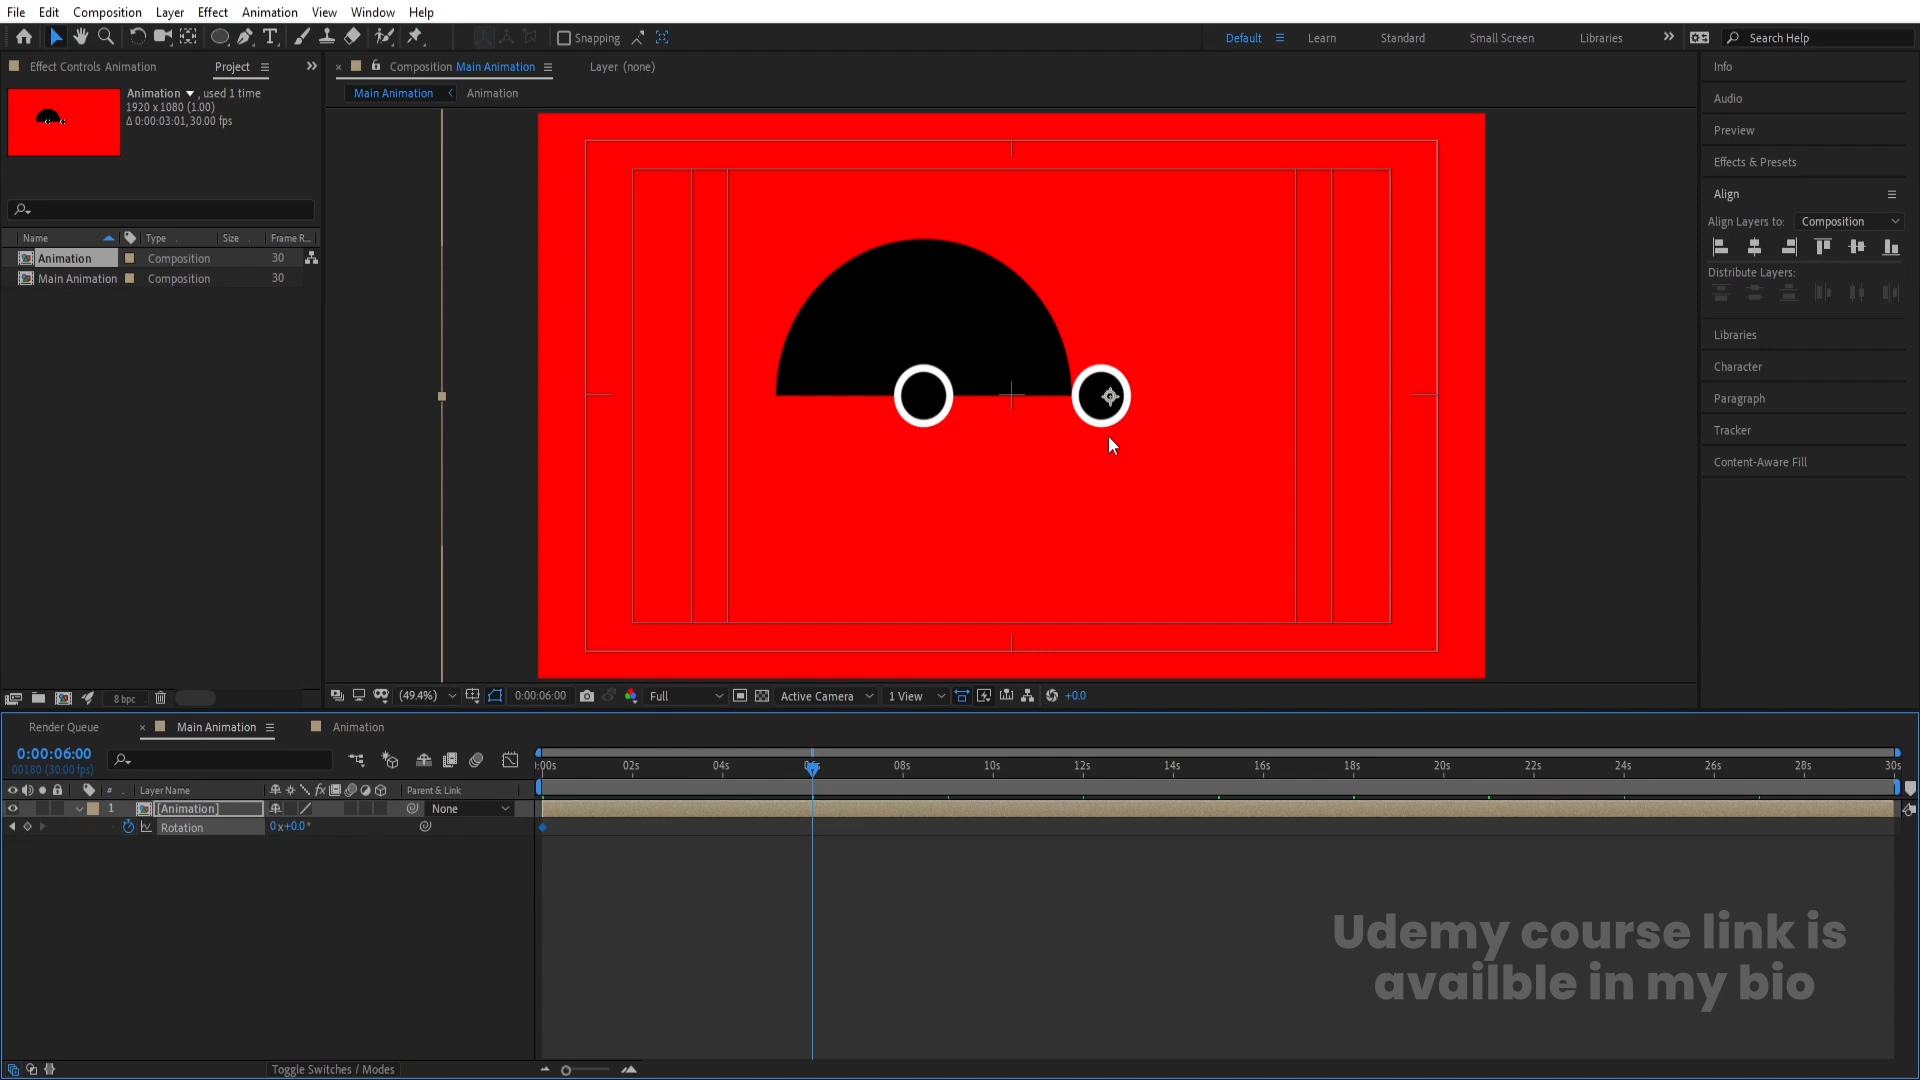 File Edit Composition Layer Effect Animation View Window Help
Snapping
Default Learn Standard Small Screen Libraries Search Help
Effect Controls Animation Project
Composition Main Animation Layer (none)
Main Animation Animation
Animation , used 1 time
1920 x 1080 (1.00)
Δ 0:00:03:01, 30.00 fps
Name Type Size Frame R...
Animation Composition 30
Main Animation Composition 30
Info
Audio
Preview
Effects & Presets
Align
Align Layers to: Composition
Distribute Layers:
Libraries
Character
Paragraph
Tracker
Content-Aware Fill
8 bpc
(49.4%) 0:00:06:00 Full Active Camera 1 View +0.0
Render Queue Main Animation Animation
0:00:06:00
00180 (30.00 fps)
:00s 02s 04s 06s 08s 10s 12s 14s 16s 18s 20s 22s 24s 26s 28s 30s
# Layer Name Parent & Link
1 [Animation] None
Rotation 0x+0.0°
Udemy course link is
availble in my bio
Toggle Switches / Modes